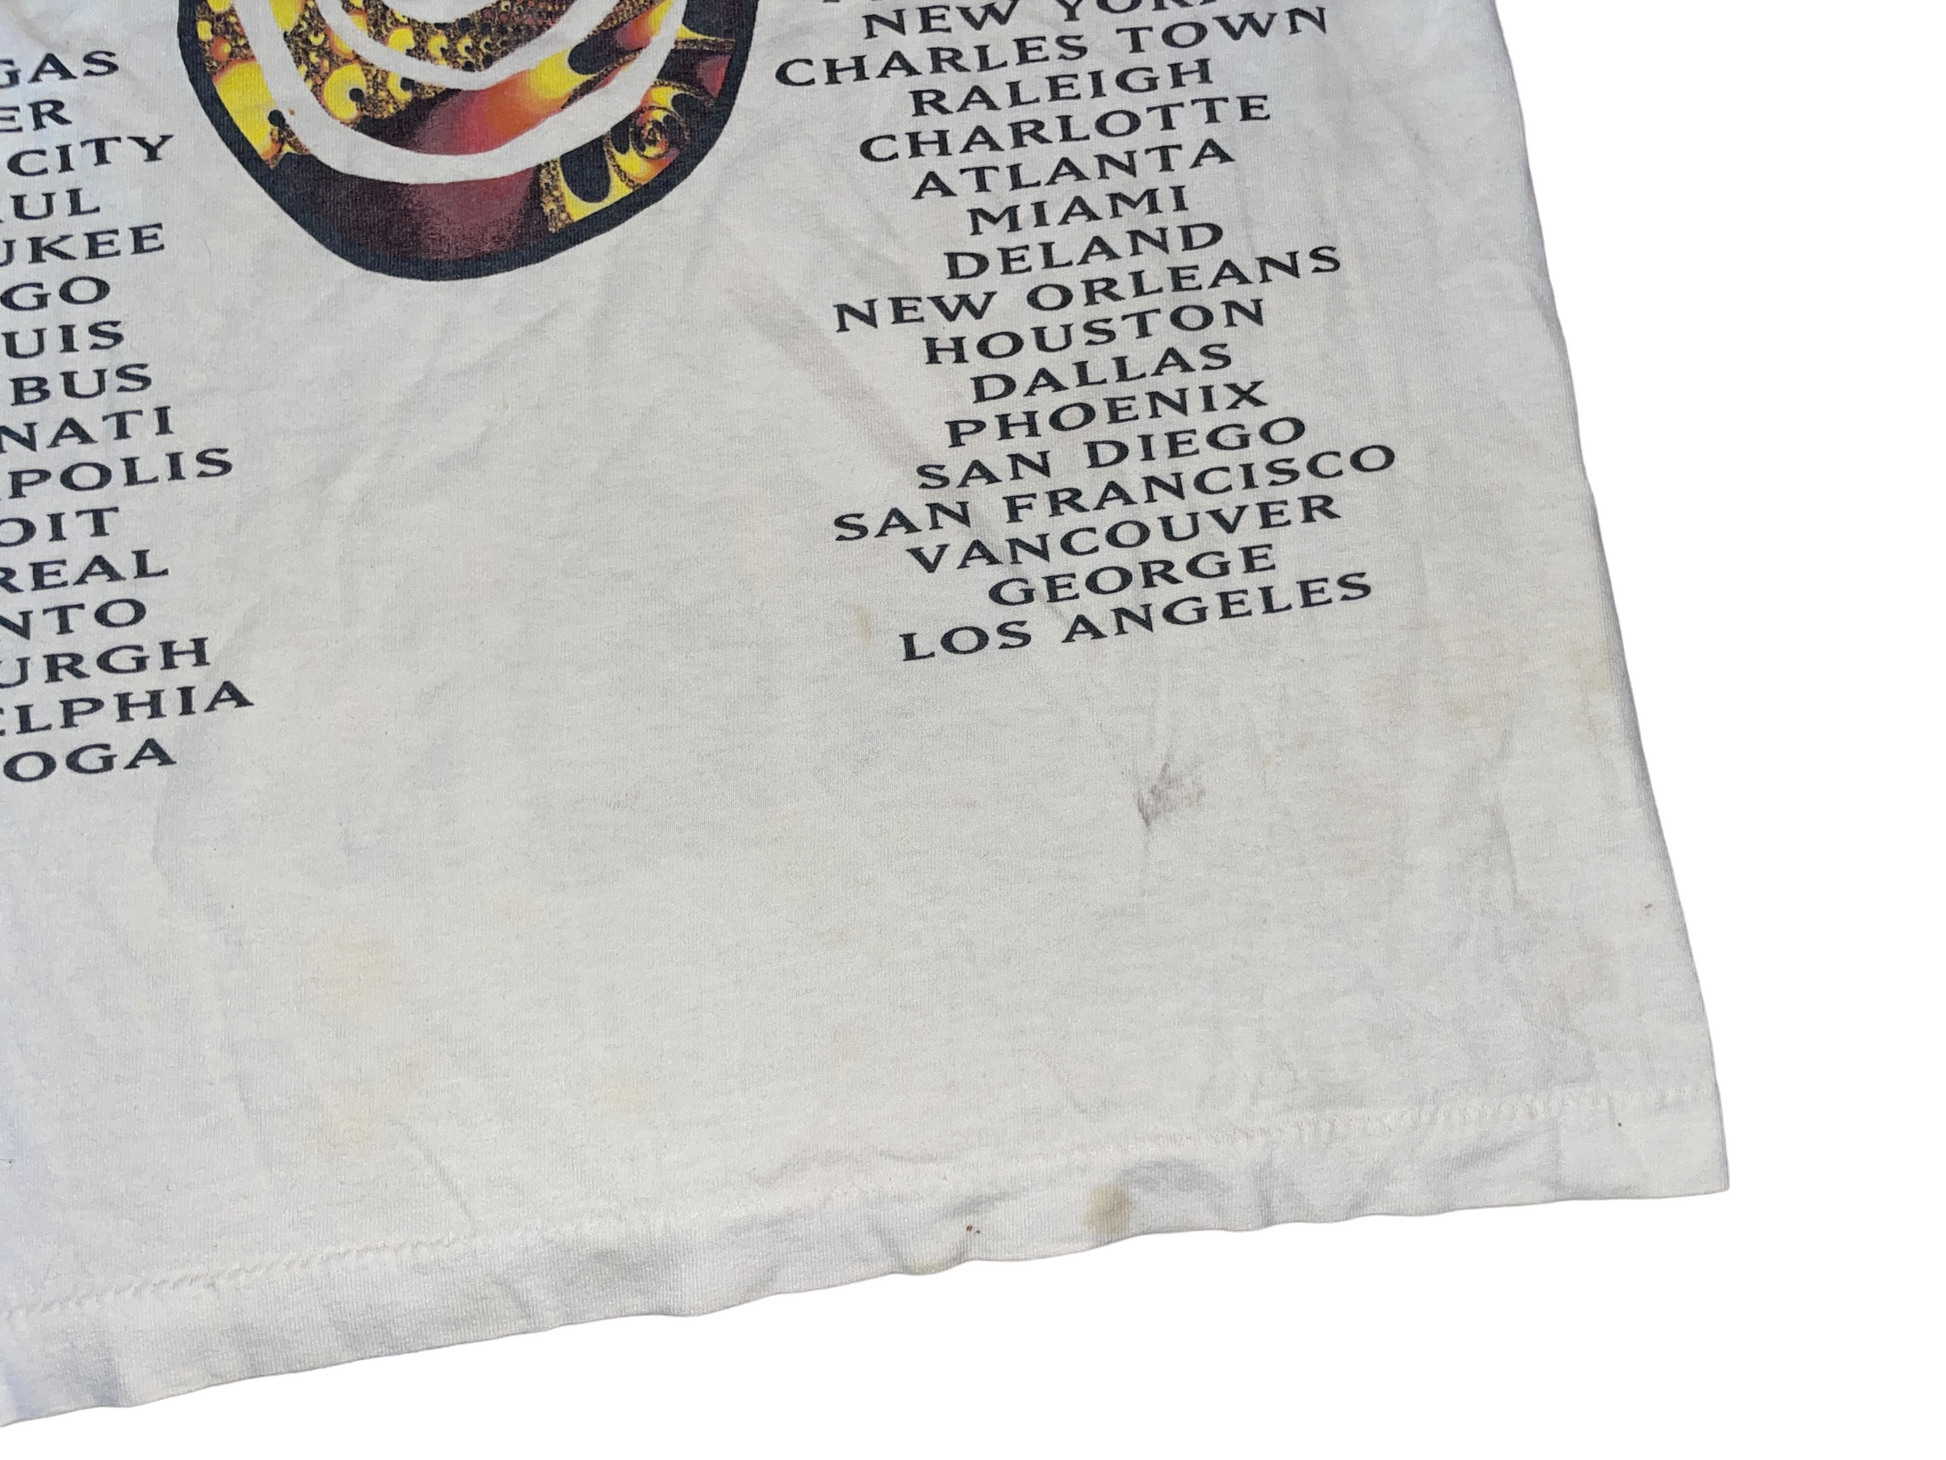 GAS
ER
CITY
AUL
UKEE
GO
UIS
BUS
NATI
POLIS
OIT
REAL
NTO
URGH
ELPHIA
OGA
NEW YORK
CHARLES TOWN
RALEIGH
CHARLOTTE
ATLANTA
MIAMI
DELAND
NEW ORLEANS
HOUSTON
DALLAS
PHOENIX
SAN DIEGO
SAN FRANCISCO
VANCOUVER
GEORGE
LOS ANGELES